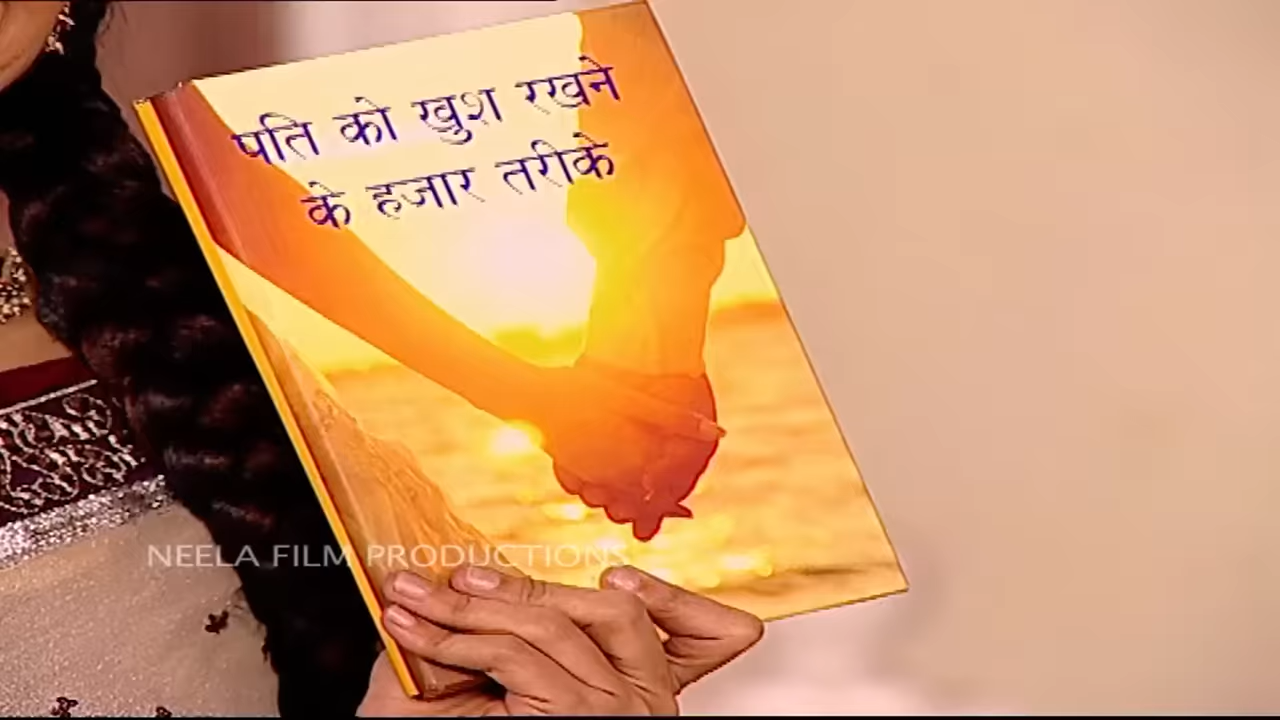 पति को खुश रखने
के हजार तरीके
NEELA FILM PRODUCTIONS